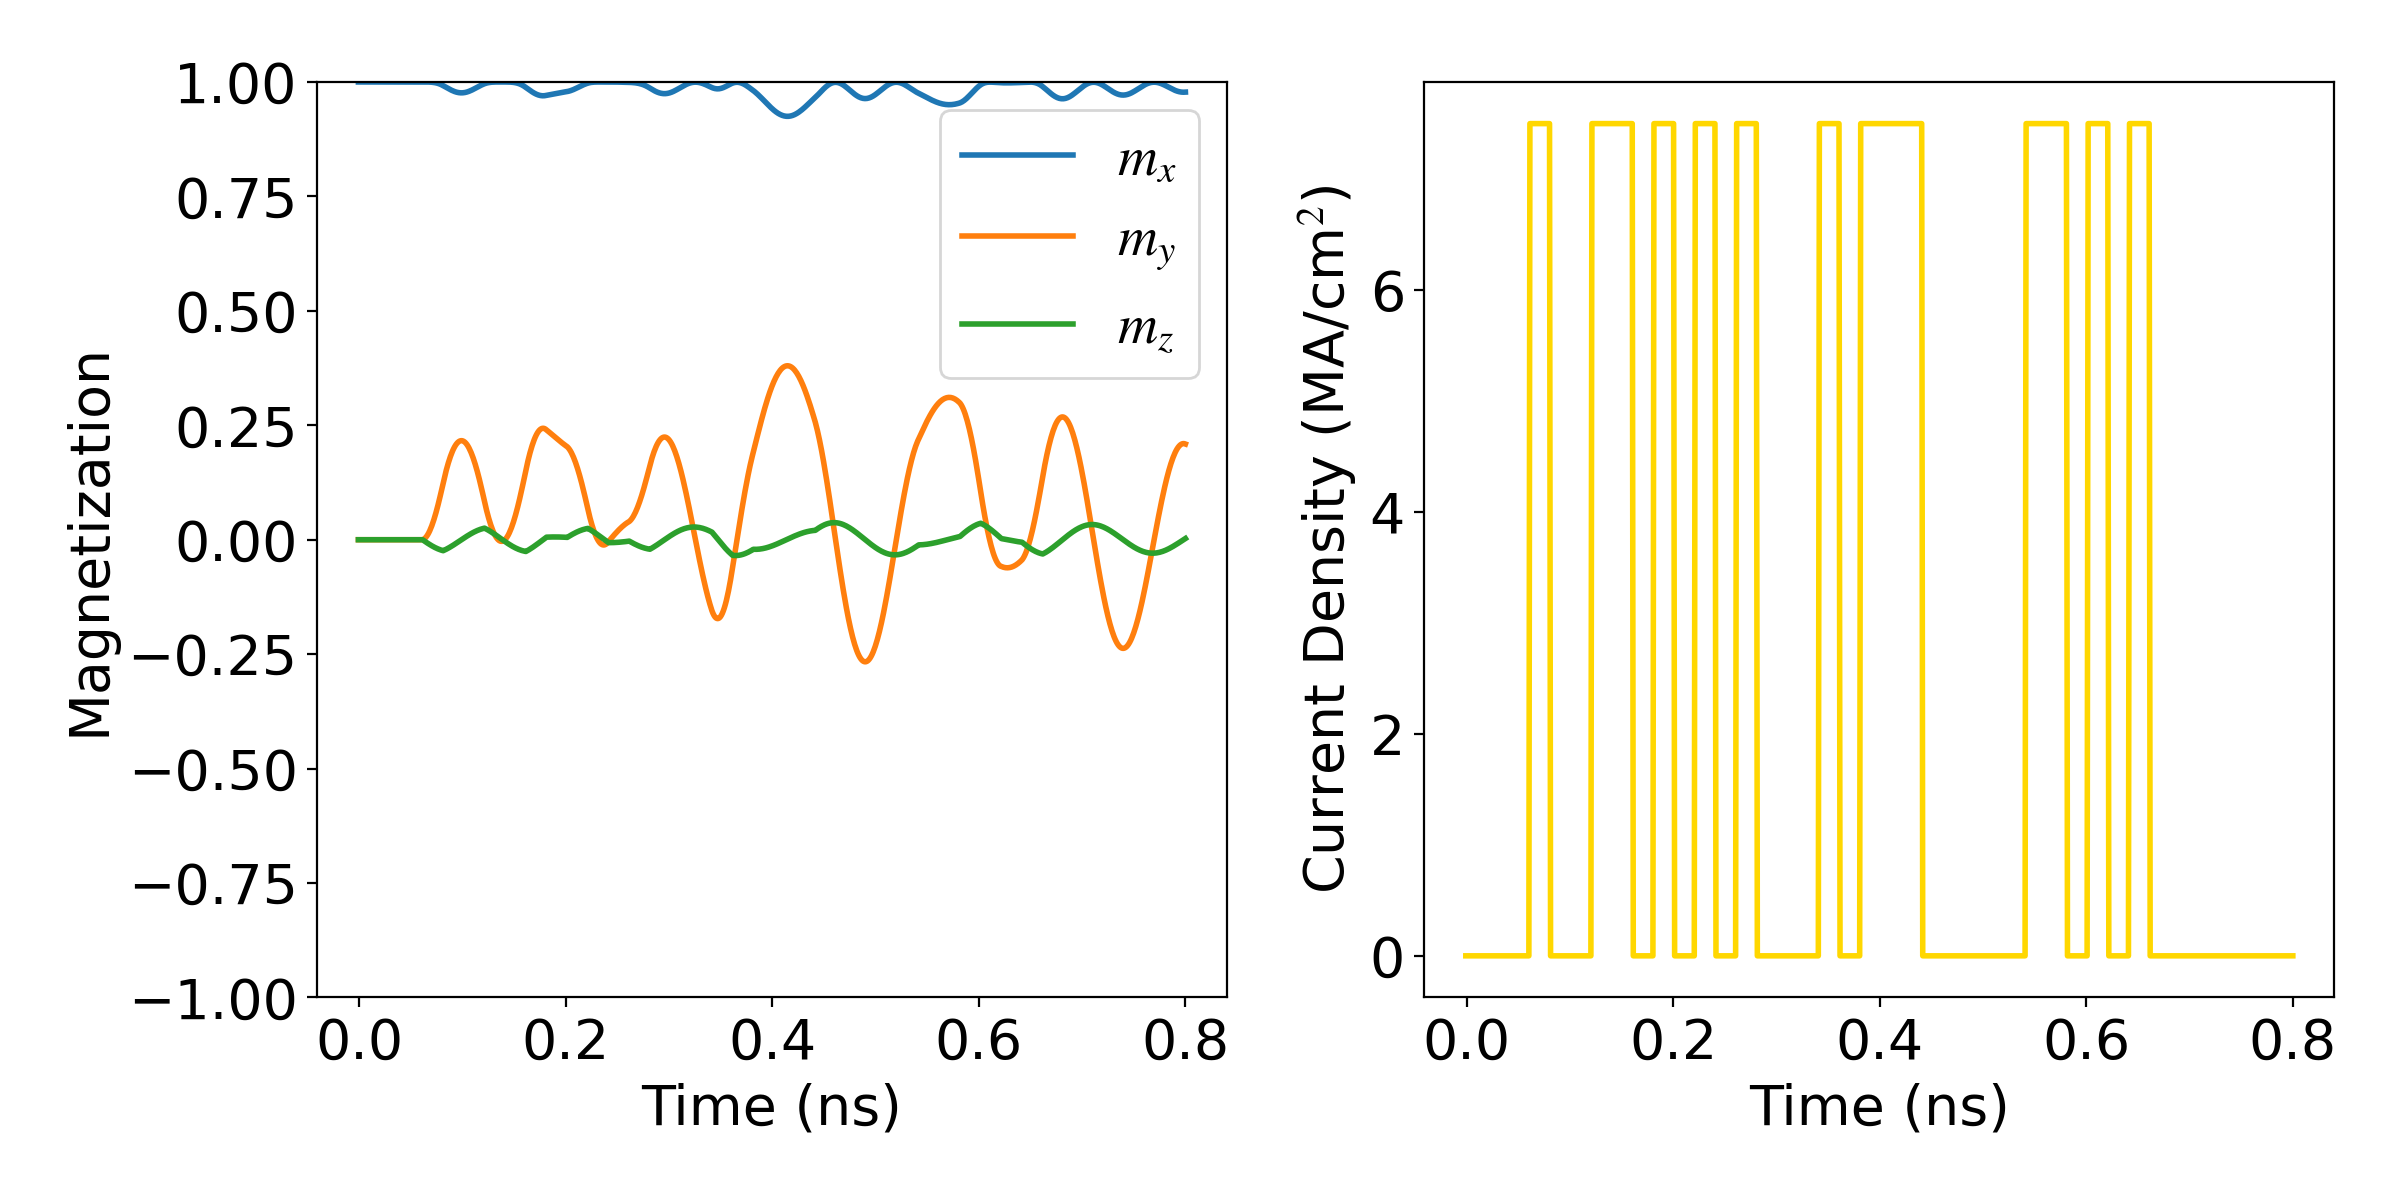 Magnetization
1.00
0.75
0.50
0.25
0.00
−0.25
−0.50
−0.75
−1.00
0.0 0.2 0.4 0.6 0.8
Time (ns)
m_x
m_y
m_z
Current Density (MA/cm²)
6
4
2
0
0.0 0.2 0.4 0.6 0.8
Time (ns)